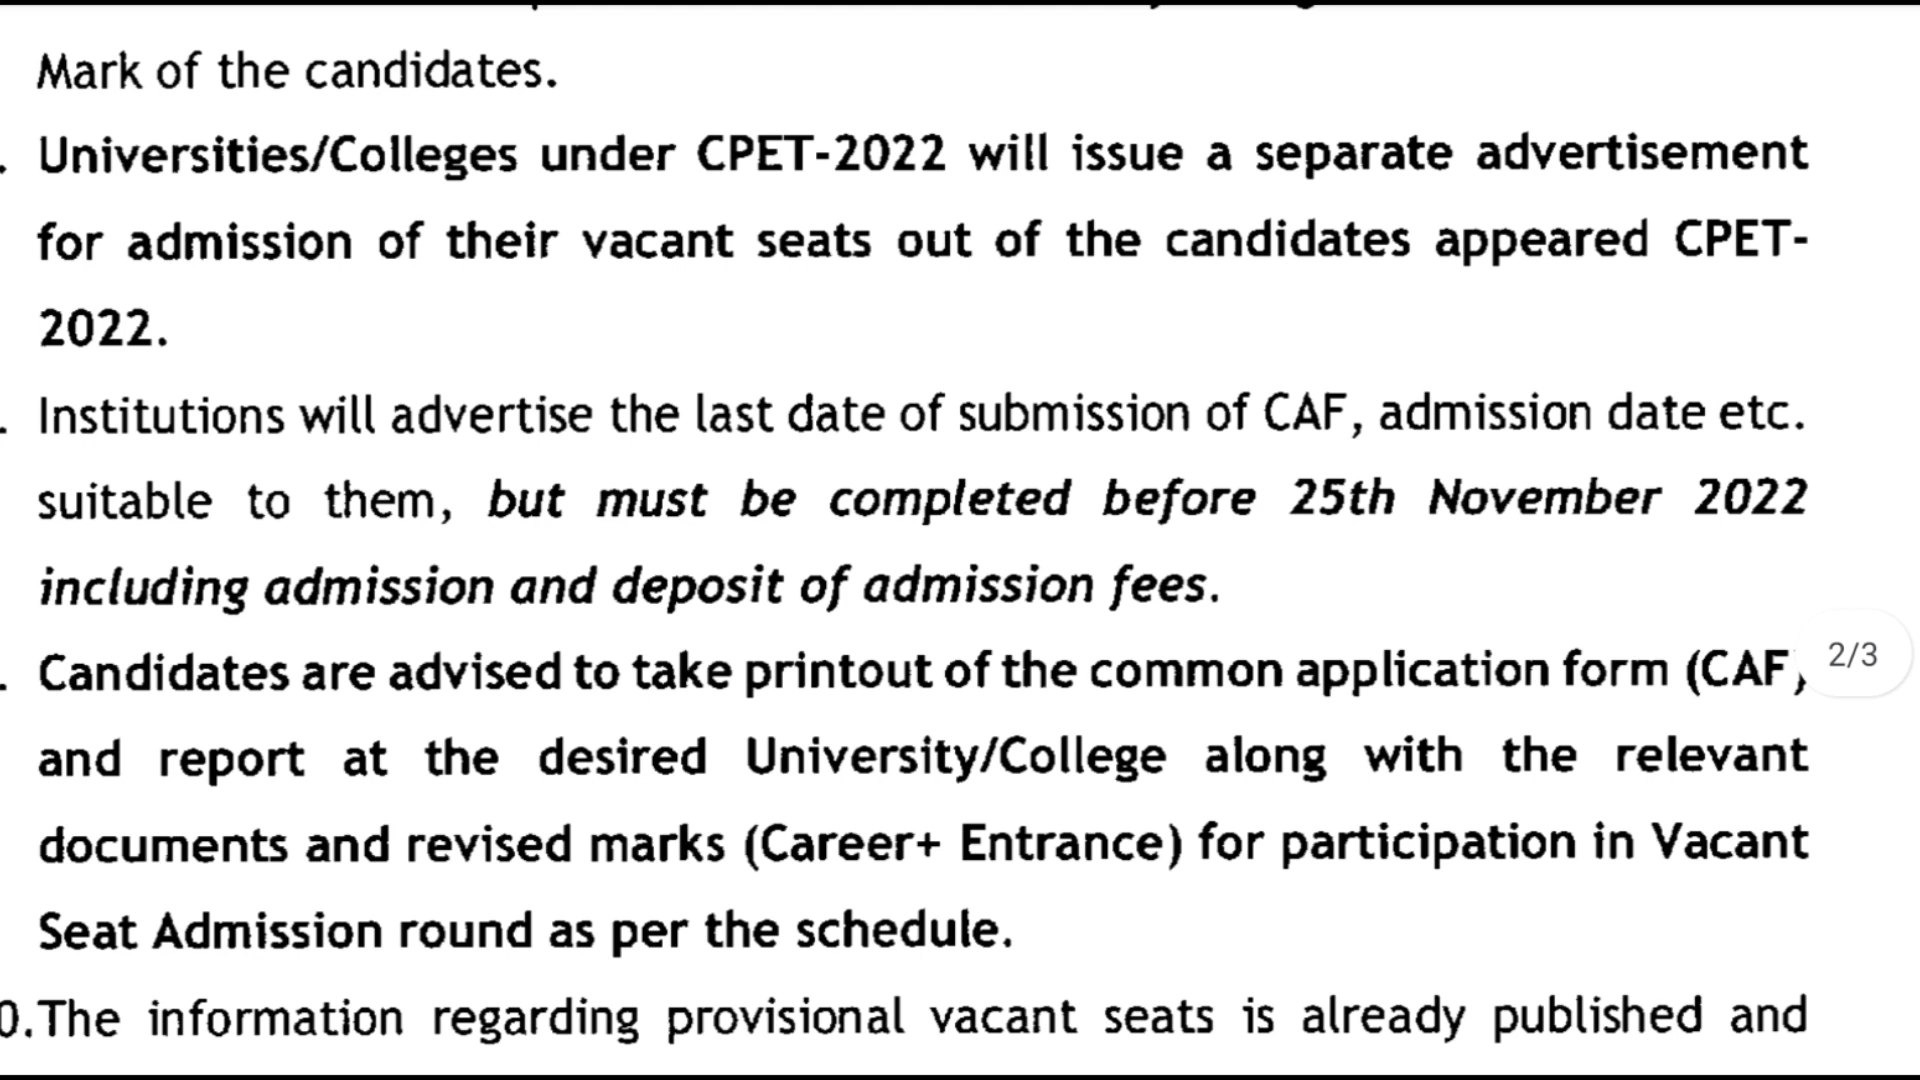 Mark of the candidates.
. Universities/Colleges under CPET-2022 will issue a separate advertisement
for admission of their vacant seats out of the candidates appeared CPET-
2022.
. Institutions will advertise the last date of submission of CAF, admission date etc.
suitable to them, but must be completed before 25th November 2022
including admission and deposit of admission fees.
. Candidates are advised to take printout of the common application form (CAF)
2/3
and report at the desired University/College along with the relevant
documents and revised marks (Career+ Entrance) for participation in Vacant
Seat Admission round as per the schedule.
0.The information regarding provisional vacant seats is already published and